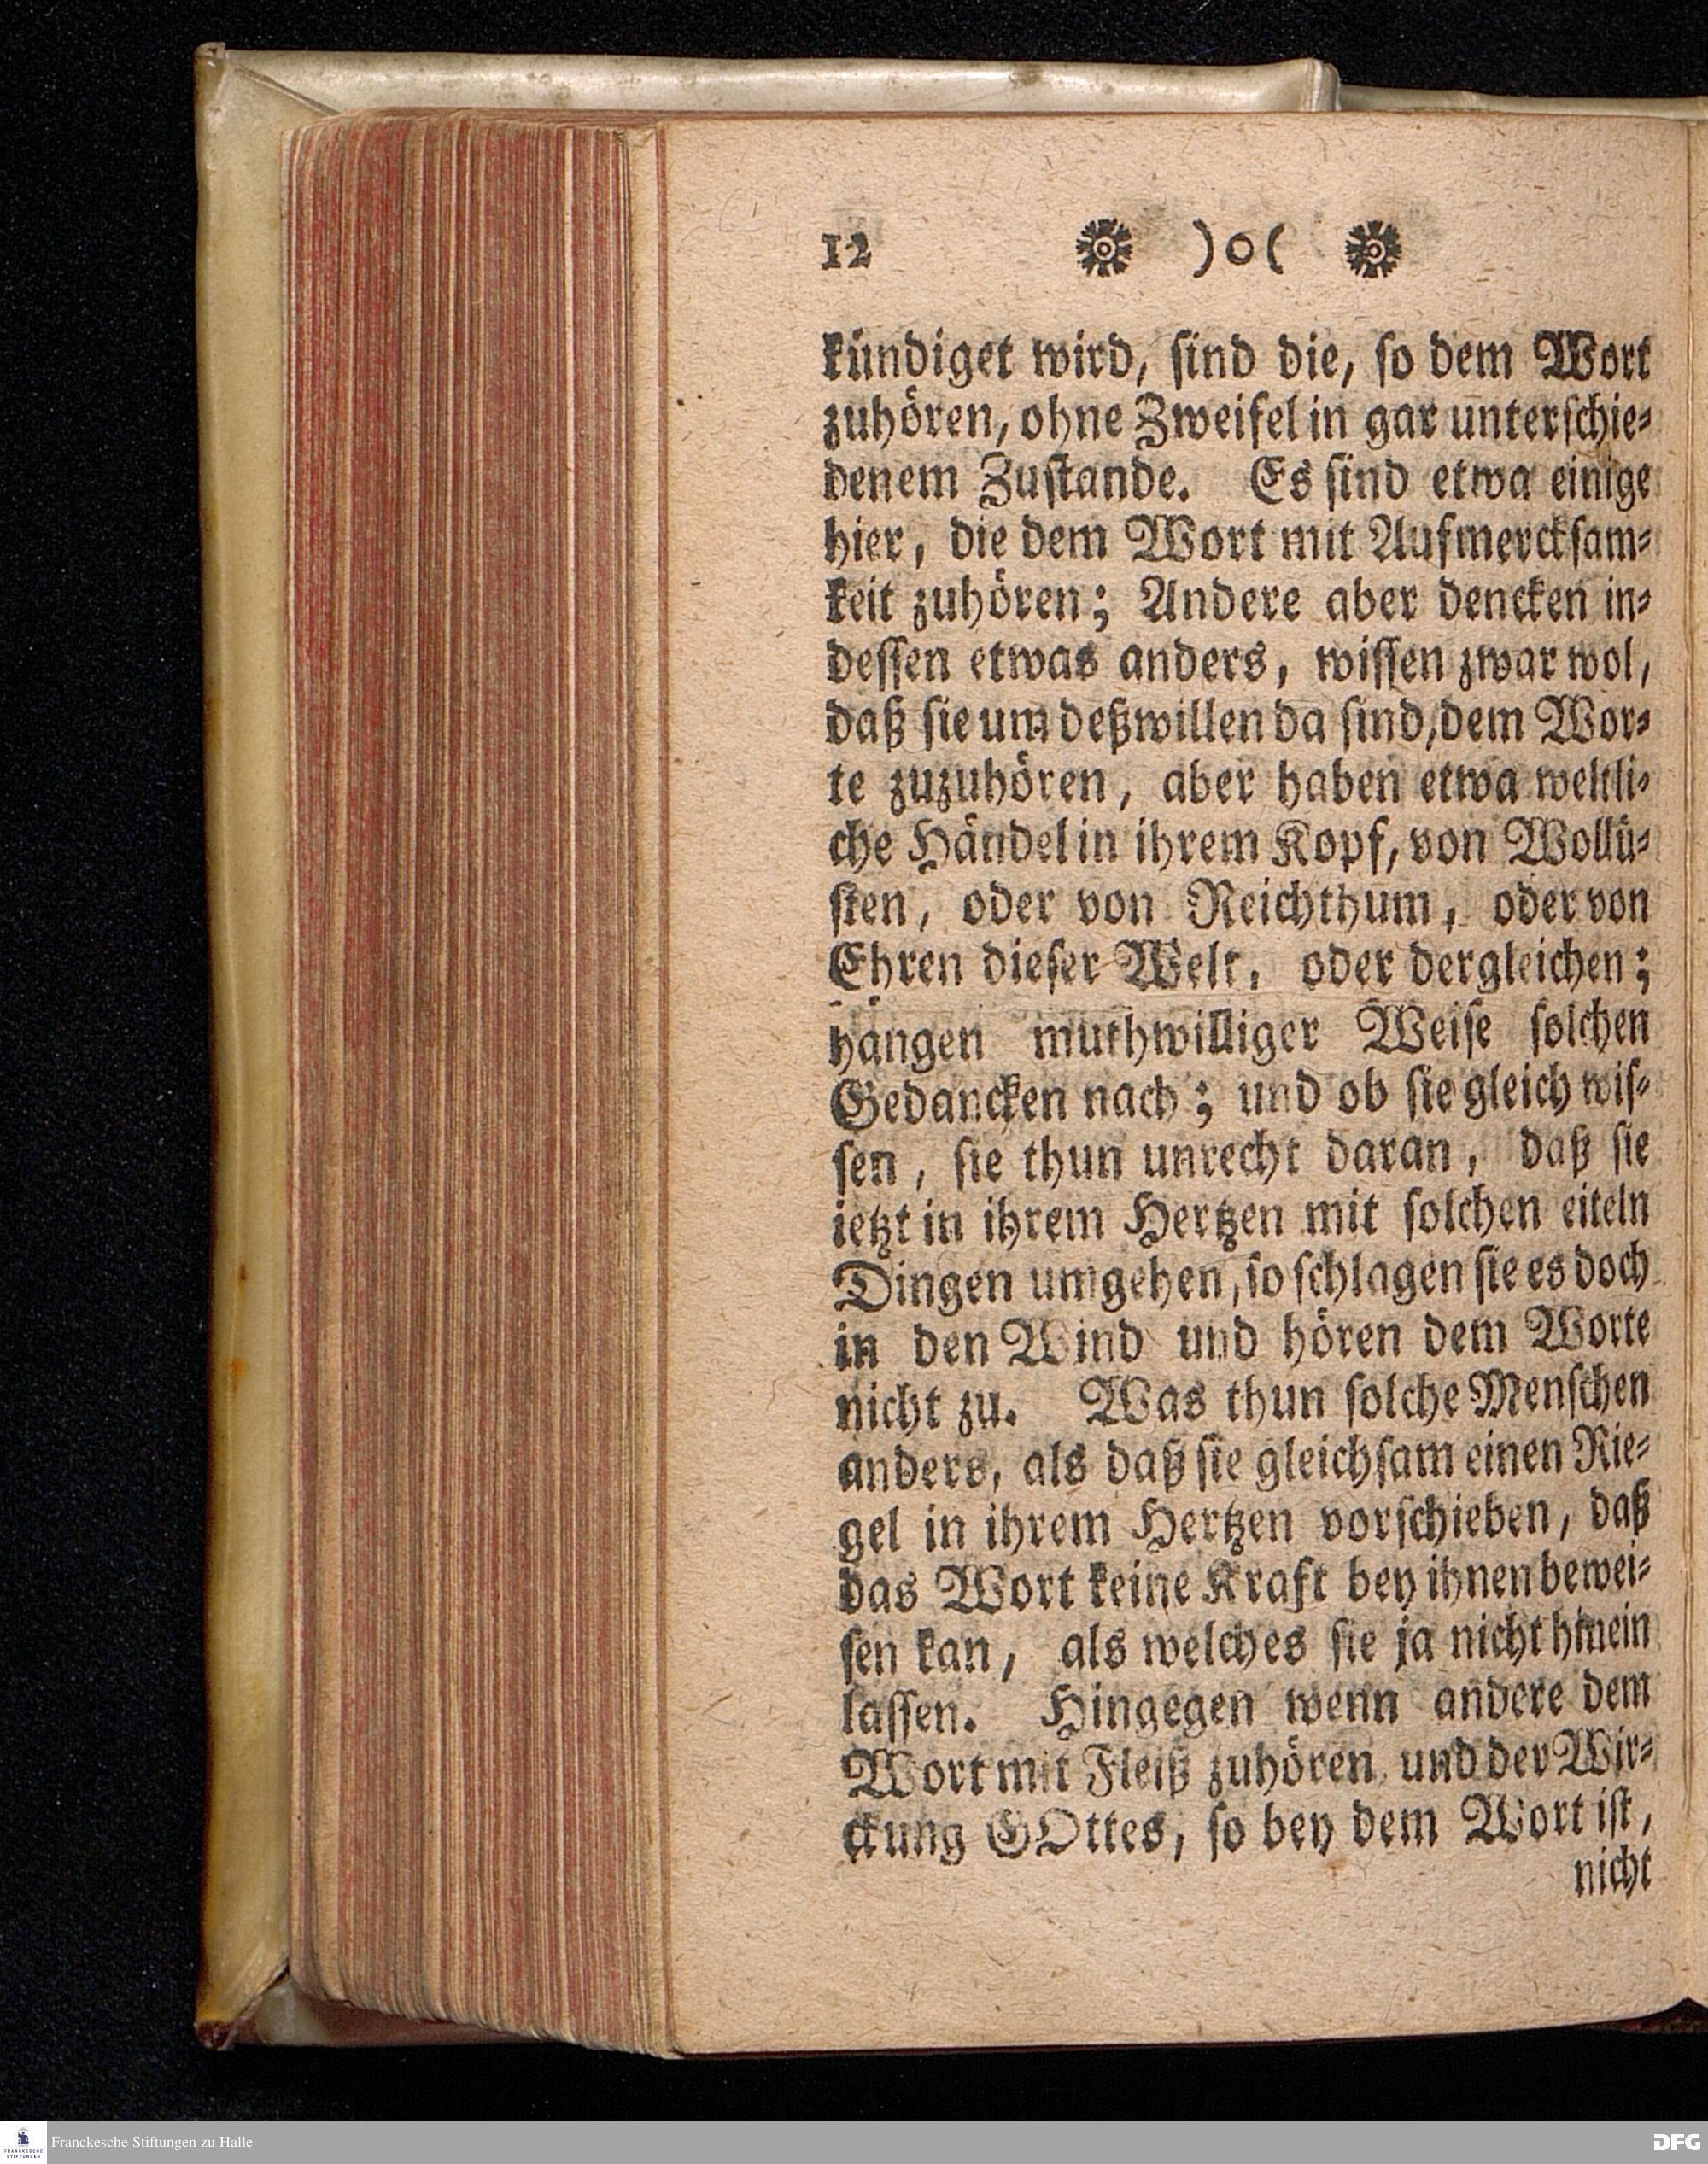 12 )o(
kündiget wird, sind die, so dem Wort
zuhören, ohne Zweifel in gar unterschie-
denem Zustande. Es sind etwa einige
hier, die dem Wort mit Aufmercksam-
keit zuhören; Andere aber dencken in-
dessen etwas anders, wissen zwar wol,
daß sie um deßwillen da sind, dem Wor-
te zuzuhören, aber haben etwa weltli-
che Händel in ihrem Kopf, von Wollü-
sten, oder von Reichthum, oder von
Ehren dieser Welt, oder dergleichen;
hängen muthwilliger Weise solchen
Gedancken nach; und ob sie gleich wis-
sen, sie thun unrecht daran, daß sie
ietzt in ihrem Hertzen mit solchen eiteln
Dingen umgehen, so schlagen sie es doch
in den Wind und hören dem Worte
nicht zu. Was thun solche Menschen
anders, als daß sie gleichsam einen Rie-
gel in ihrem Hertzen vorschieben, daß
das Wort keine Kraft bey ihnen bewei-
sen kan, als welches sie ja nicht hinein
lassen. Hingegen wenn andere dem
Wort mit Fleiß zuhören, und der Wir-
ckung GOttes, so bey dem Wort ist,
nicht
FRANCKESCHE STIFTUNGEN
Franckesche Stiftungen zu Halle
DFG